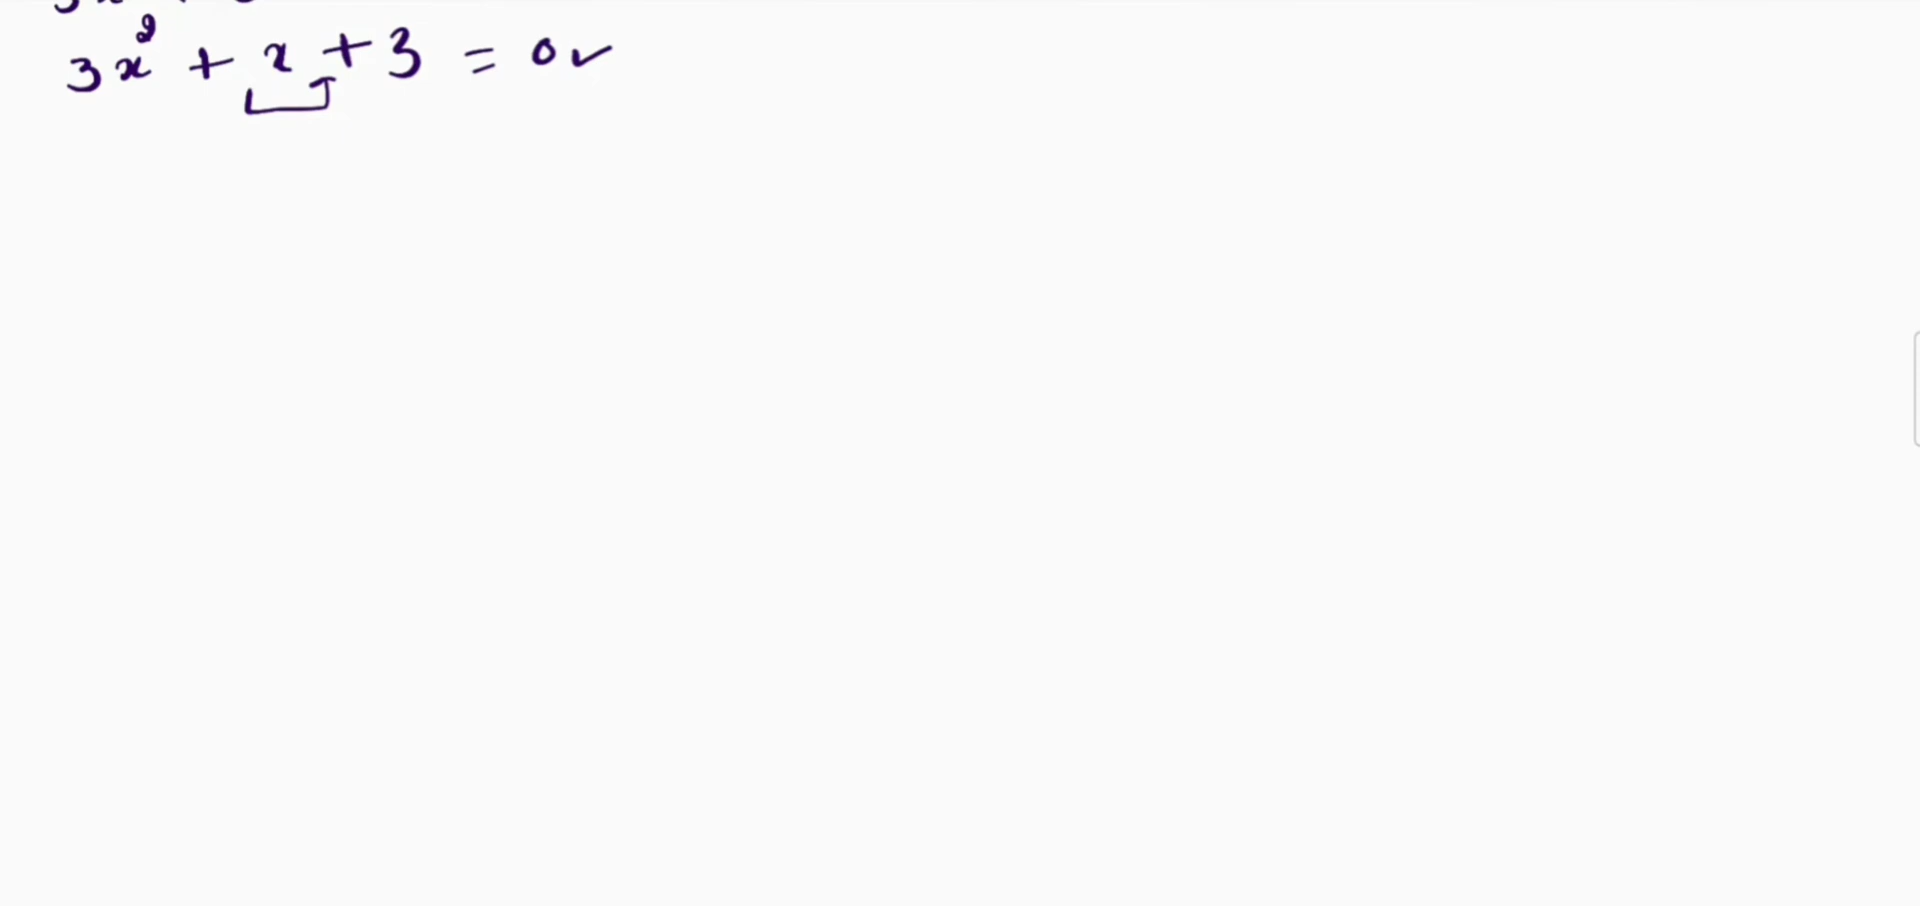 3x² + x + 3 = 0 ✓